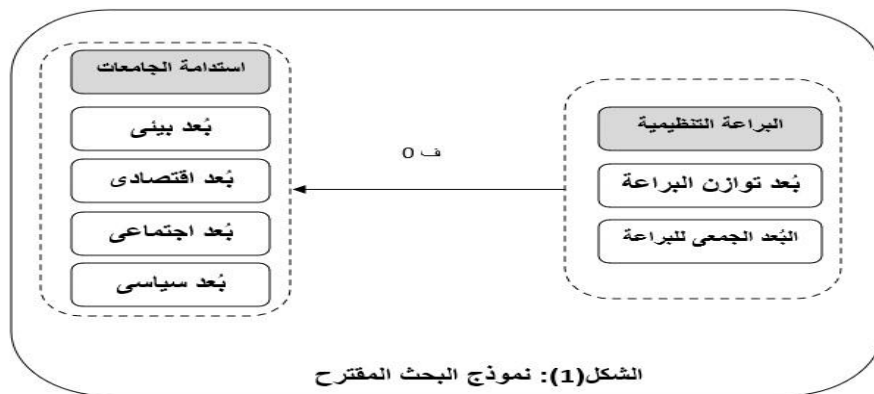 البراعة التنظيمية
بُعد توازن البراعة
البُعد الجمعى للبراعة
ف 0
استدامة الجامعات
بُعد بيئى
بُعد اقتصادى
بُعد اجتماعى
بُعد سياسى
الشكل(1): نموذج البحث المقترح